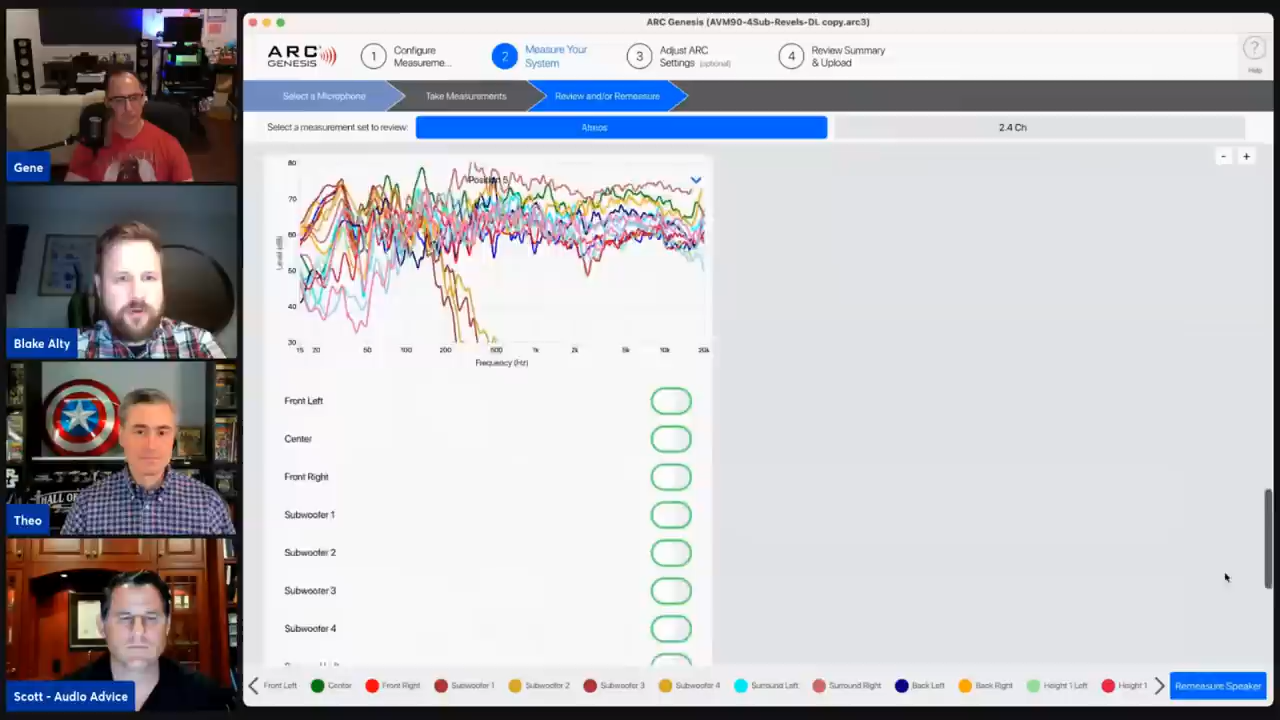 Gene
Blake Alty
Theo
HALL OF
Scott - Audio Advice
ARC Genesis (AVM90-4Sub-Revels-DL copy.arc3)
ARC
GENESIS
1 Configure Measureme...
2 Measure Your System
3 Adjust ARC Settings (optional)
4 Review Summary & Upload
?
Help
Select a Microphone
Take Measurements
Review and/or Remeasure
Select a measurement set to review:
Atmos
2.4 Ch
- +
Position 5
80
70
60
50
40
30
Level (dB)
15 20 50 100 200 500 1k 2k 5k 10k 20k
Frequency (Hz)
Front Left
Center
Front Right
Subwoofer 1
Subwoofer 2
Subwoofer 3
Subwoofer 4
Front Left Center Front Right Subwoofer 1 Subwoofer 2 Subwoofer 3 Subwoofer 4 Surround Left Surround Right Back Left Back Right Height 1 Left Height 1
Remeasure Speaker